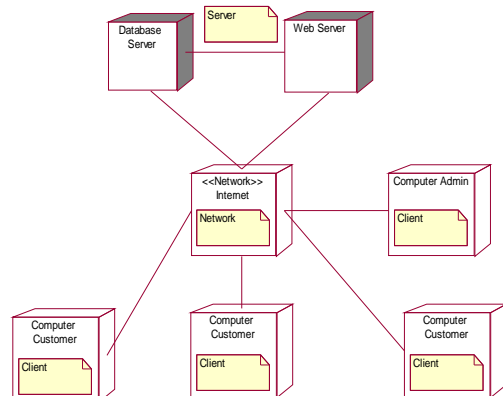 Database
Server
Server
Web Server
<<Network>>
Internet
Network
Computer Admin
Client
Computer
Customer
Client
Computer
Customer
Client
Computer
Customer
Client